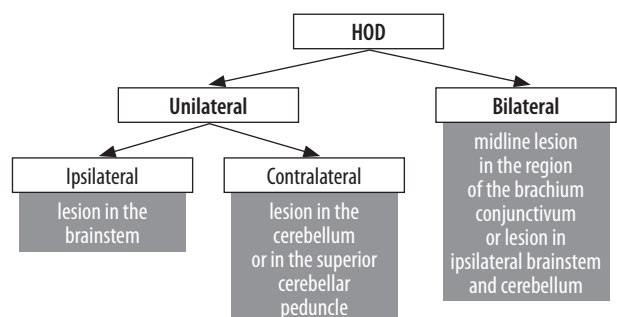 HOD
Unilateral
Bilateral
Ipsilateral
lesion in the
brainstem
Contralateral
lesion in the
cerebellum
or in the superior
cerebellar
peduncle
midline lesion
in the region
of the brachium
conjunctivum
or lesion in
ipsilateral brainstem
and cerebellum